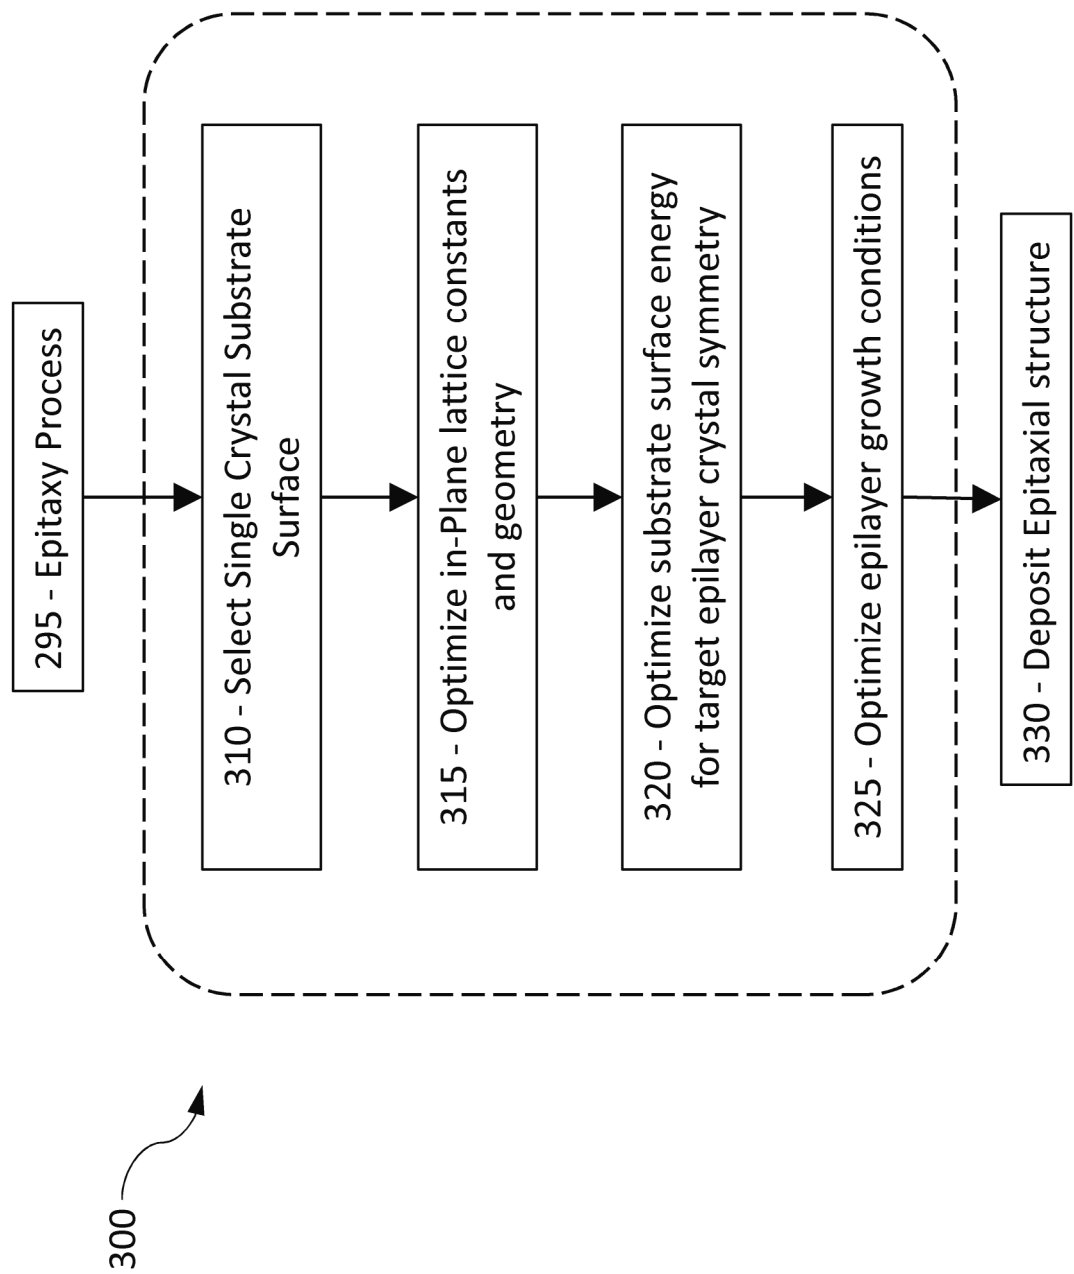 295 - Epitaxy Process
310 - Select Single Crystal Substrate
Surface
315 - Optimize in-Plane lattice constants
and geometry
320 - Optimize substrate surface energy
for target epilayer crystal symmetry
325 - Optimize epilayer growth conditions
330 - Deposit Epitaxial structure
300